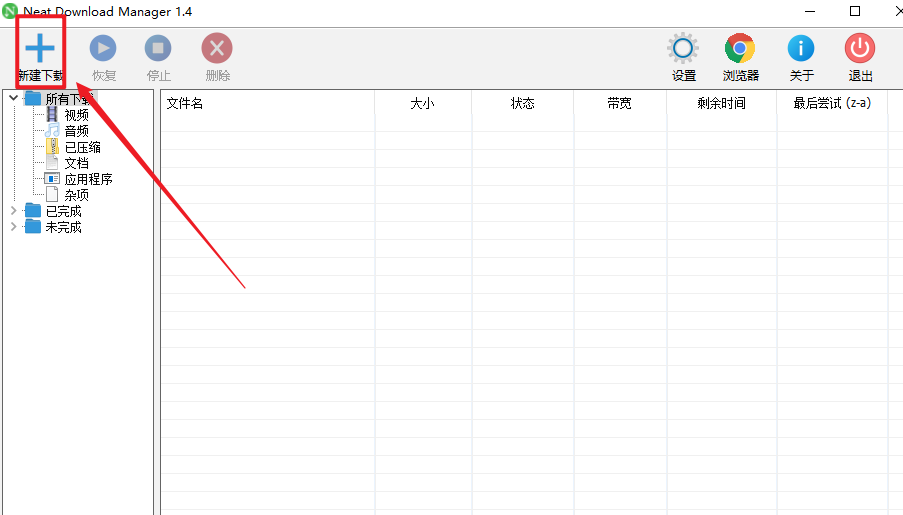 Neat Download Manager 1.4
新建下载 恢复 停止 删除 设置 浏览器 关于 退出
所有下载
视频
音频
已压缩
文档
应用程序
杂项
已完成
未完成
文件名 大小 状态 带宽 剩余时间 最后尝试 (z-a)